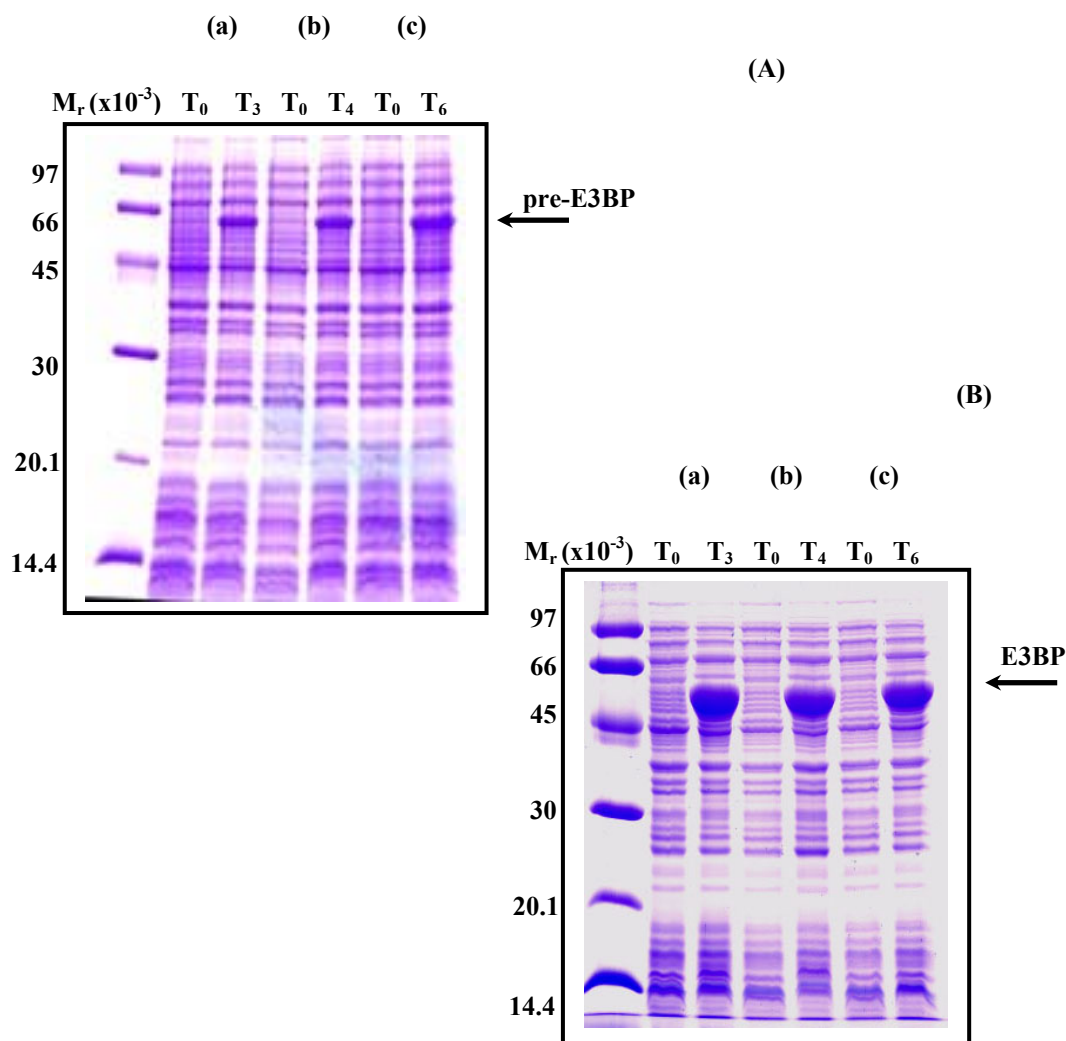 (a) (b) (c)
(A)
Mr (x10-3) T0 T3 T0 T4 T0 T6
97
66
45
30
20.1
14.4
pre-E3BP
(B)
(a) (b) (c)
Mr (x10-3) T0 T3 T0 T4 T0 T6
97
66
45
30
20.1
14.4
E3BP